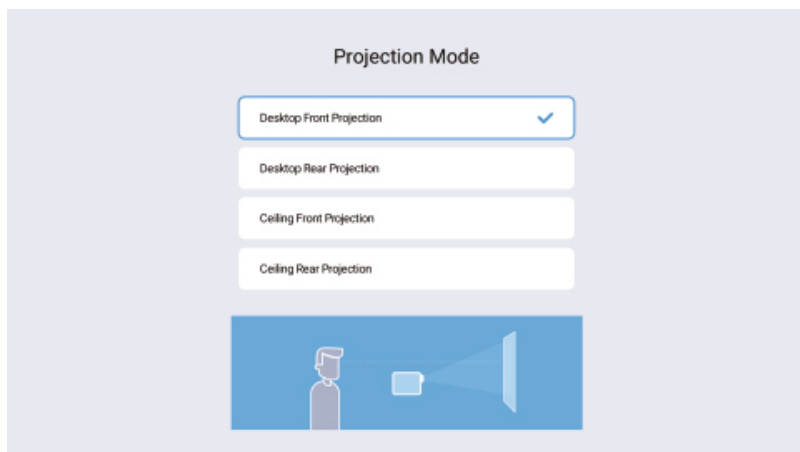 Projection Mode
Desktop Front Projection
Desktop Rear Projection
Ceiling Front Projection
Ceiling Rear Projection